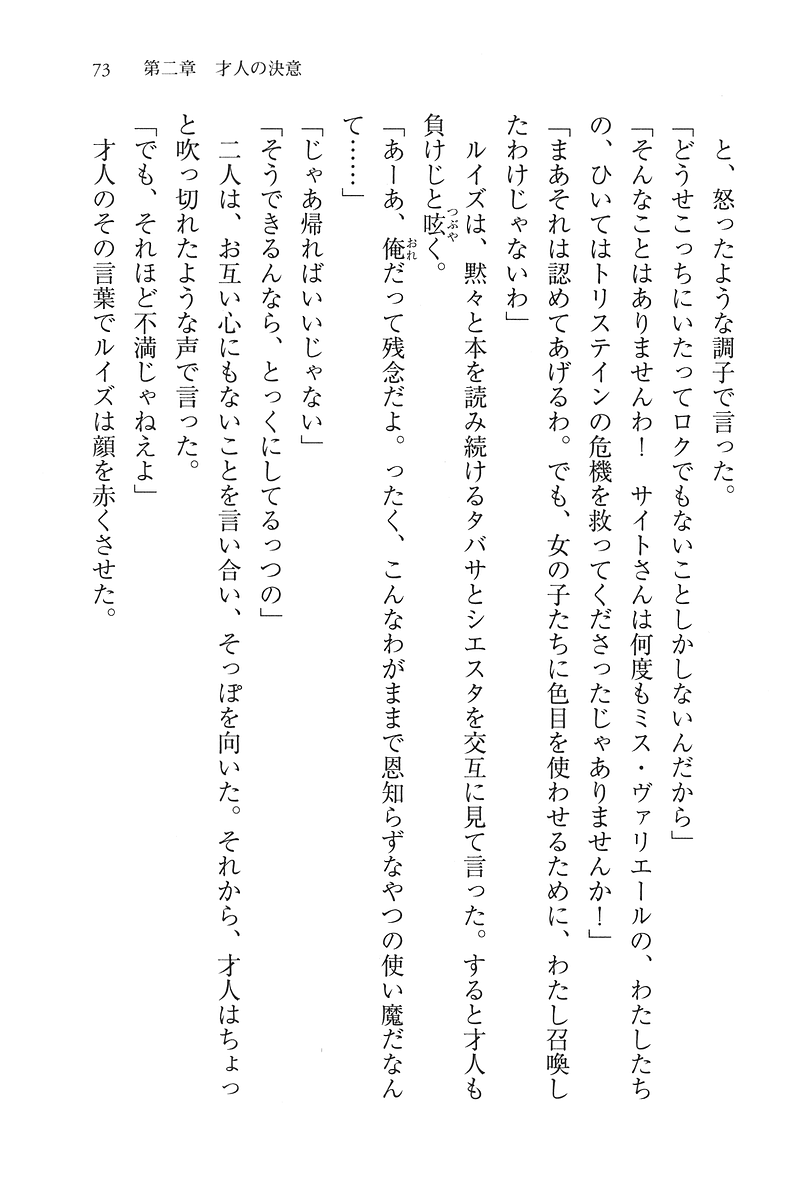 73　第二章　才人の決意
と、怒ったような調子で言った。
「どうせこっちにいたってロクでもないことしかしないんだから」
「そんなことはありませんわ！　サイトさんは何度もミス・ヴァリエールの、わたしたち
の、ひいてはトリステインの危機を救ってくださったじゃありませんか！」
「まあそれは認めてあげるわ。でも、女の子たちに色目を使わせるために、わたし召喚し
たわけじゃないわ」
ルイズは、黙々と本を読み続けるタバサとシエスタを交互に見て言った。すると才人も
負けじと呟く。
「あーあ、俺だって残念だよ。ったく、こんなわがままで恩知らずなやつの使い魔だなん
て……」
「じゃあ帰ればいいじゃない」
「そうできるんなら、とっくにしてるっつの」
二人は、お互い心にもないことを言い合い、そっぽを向いた。それから、才人はちょっ
と吹っ切れたような声で言った。
「でも、それほど不満じゃねえよ」
才人のその言葉でルイズは顔を赤くさせた。